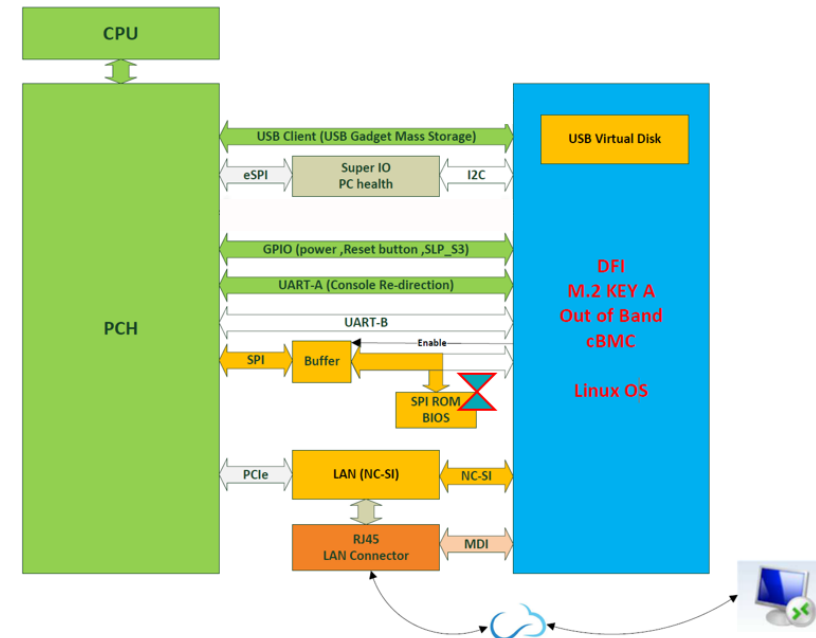 CPU
PCH
USB Client (USB Gadget Mass Storage)
USB Virtual Disk
eSPI
Super IO
PC health
I2C
GPIO (power ,Reset button ,SLP_S3)
UART-A (Console Re-direction)
UART-B
Enable
SPI
Buffer
SPI ROM
BIOS
DFI
M.2 KEY A
Out of Band
cBMC
Linux OS
PCIe
LAN (NC-SI)
NC-SI
RJ45
LAN Connector
MDI